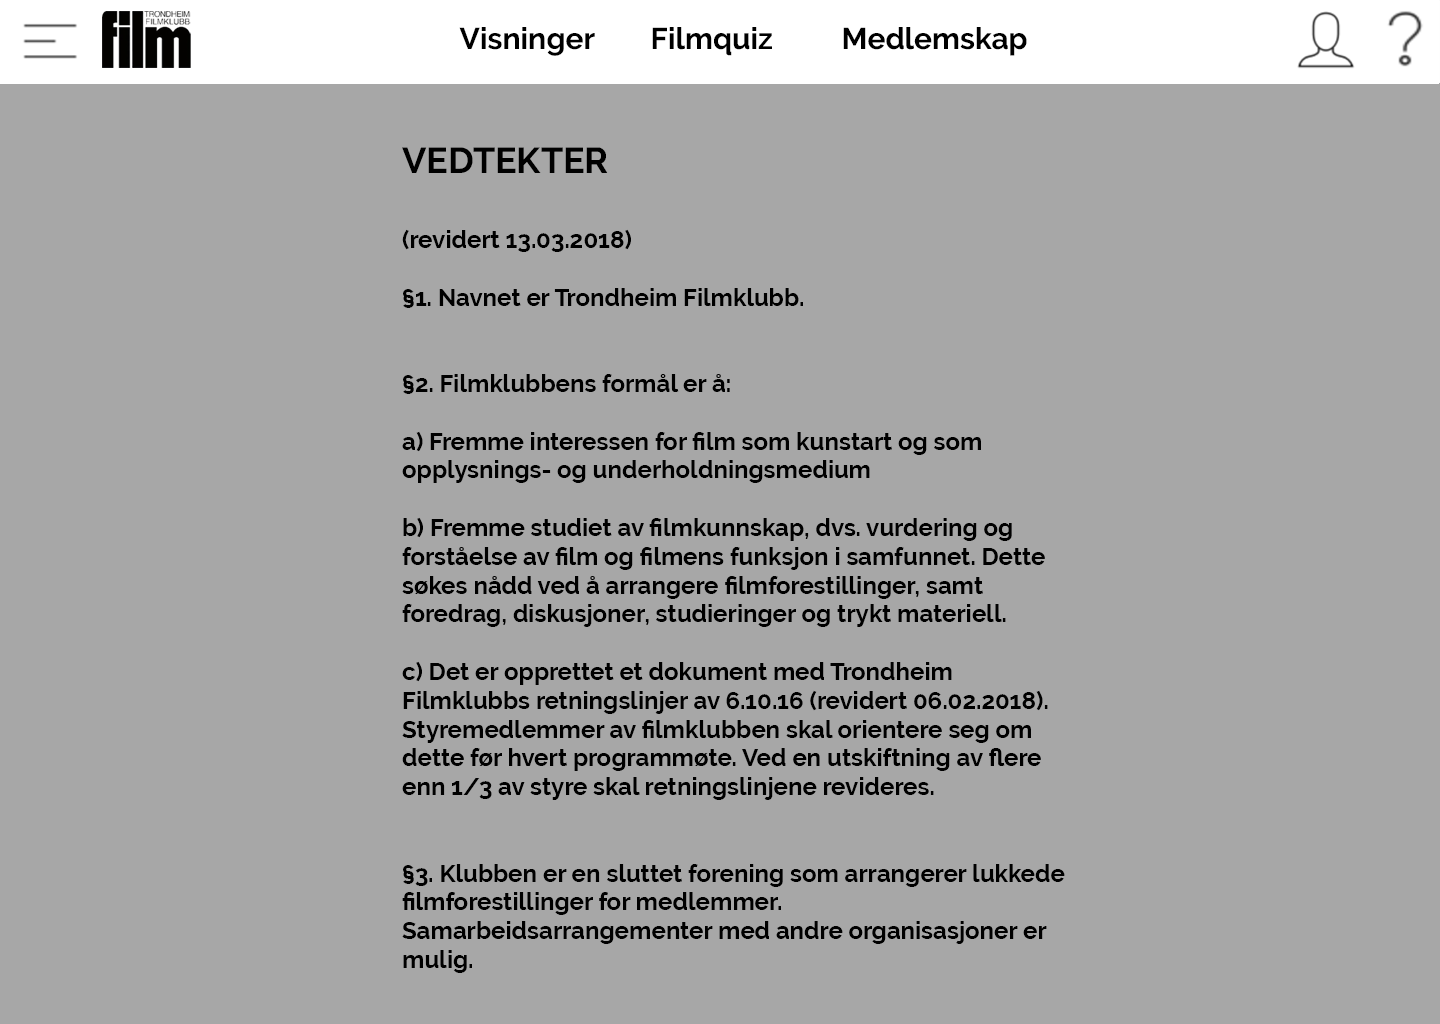 TRONDHEIM
FILMKLUBB
film
Visninger
Filmquiz
Medlemskap
VEDTEKTER
(revidert 13.03.2018)
§1. Navnet er Trondheim Filmklubb.
§2. Filmklubbens formål er å:
a) Fremme interessen for film som kunstart og som
opplysnings- og underholdningsmedium
b) Fremme studiet av filmkunnskap, dvs. vurdering og
forståelse av film og filmens funksjon i samfunnet. Dette
søkes nådd ved å arrangere filmforestillinger, samt
foredrag, diskusjoner, studieringer og trykt materiell.
c) Det er opprettet et dokument med Trondheim
Filmklubbs retningslinjer av 6.10.16 (revidert 06.02.2018).
Styremedlemmer av filmklubben skal orientere seg om
dette før hvert programmøte. Ved en utskiftning av flere
enn 1/3 av styre skal retningslinjene revideres.
§3. Klubben er en sluttet forening som arrangerer lukkede
filmforestillinger for medlemmer.
Samarbeidsarrangementer med andre organisasjoner er
mulig.